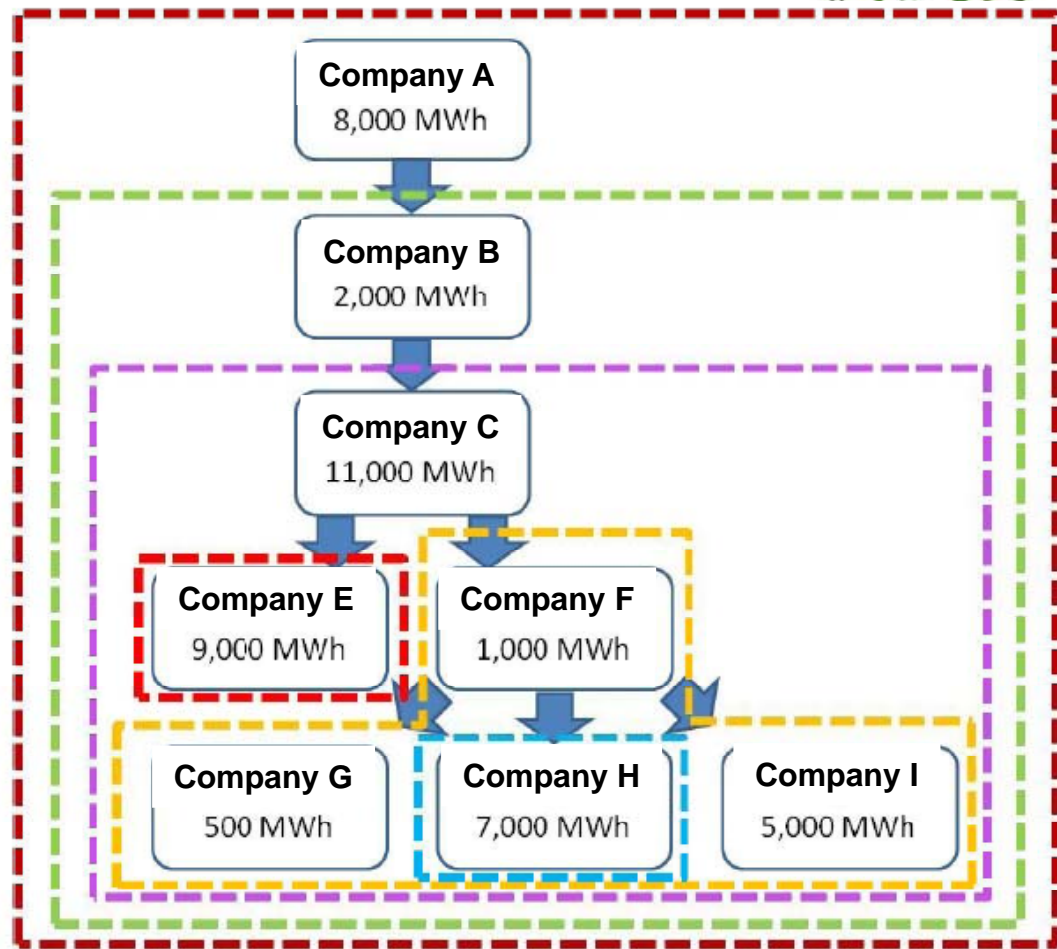 Company A
8,000 MWh
Company B
2,000 MWh
Company C
11,000 MWh
Company E
9,000 MWh
Company F
1,000 MWh
Company G
500 MWh
Company H
7,000 MWh
Company I
5,000 MWh